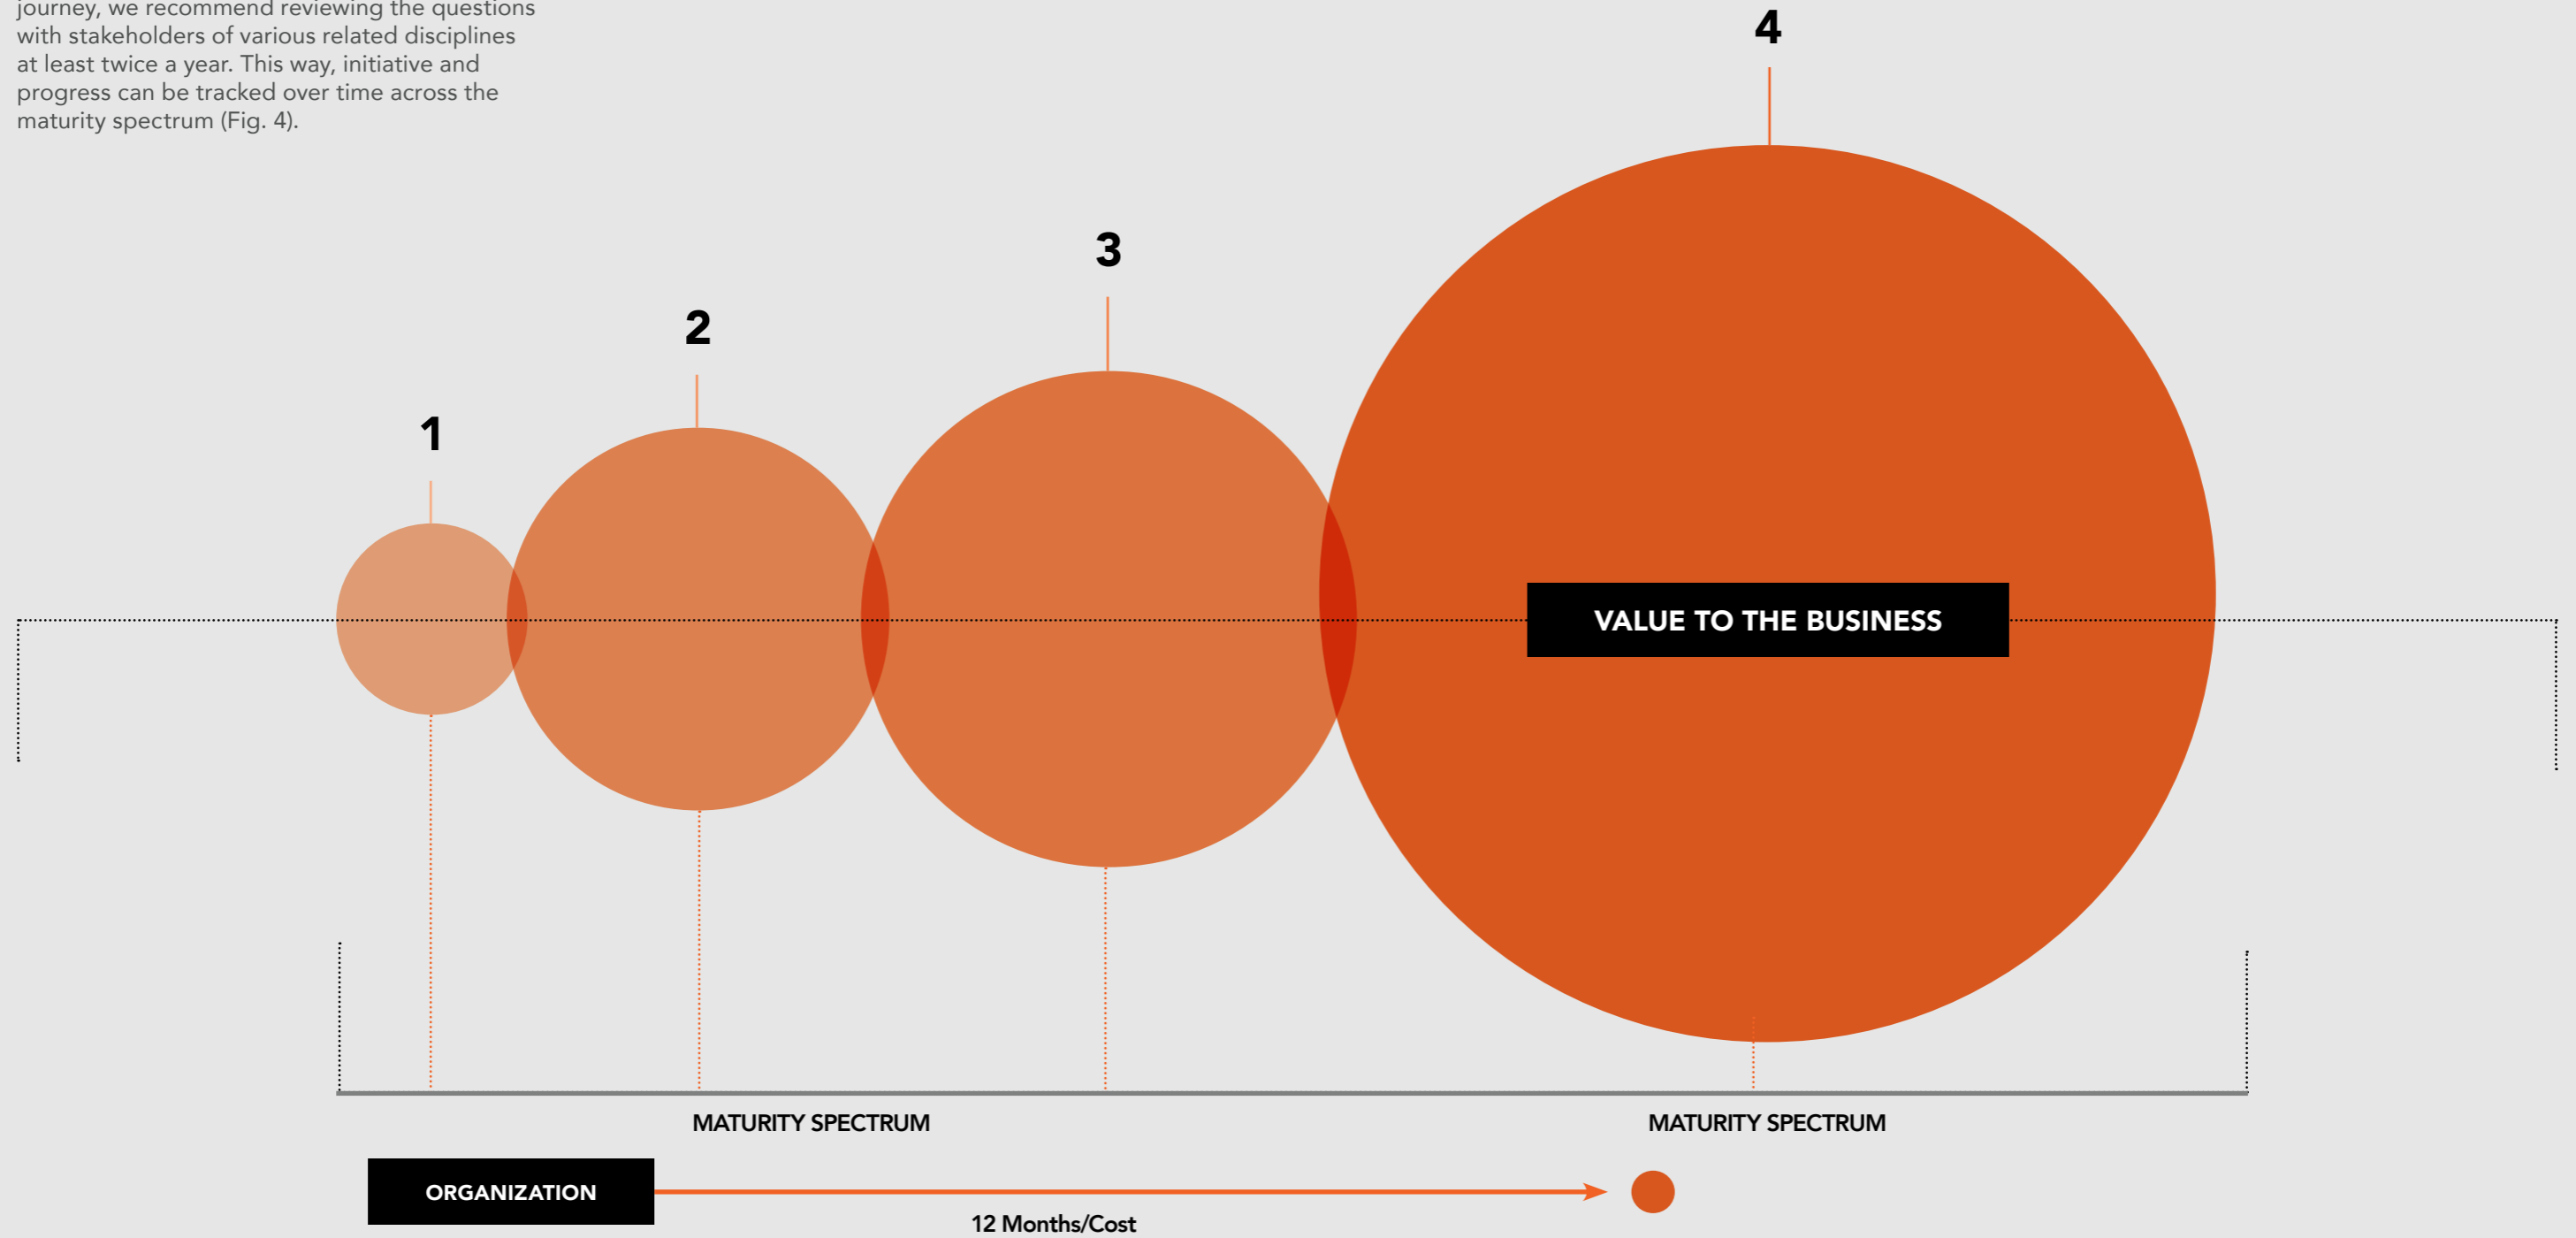 journey, we recommend reviewing the questions
with stakeholders of various related disciplines
at least twice a year. This way, initiative and
progress can be tracked over time across the
maturity spectrum (Fig. 4).
4
3
2
1
VALUE TO THE BUSINESS
MATURITY SPECTRUM
MATURITY SPECTRUM
ORGANIZATION
12 Months/Cost